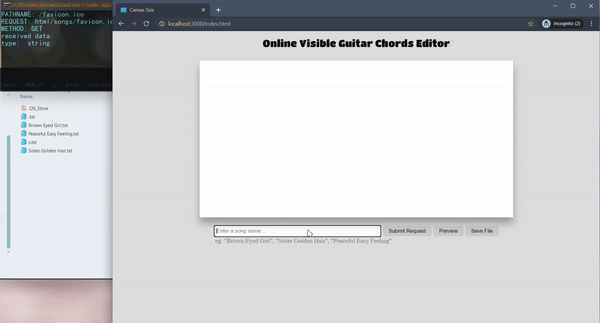 PATHNAME: /favicon.ico
REQUEST: html/songs/favicon.ic
METHOD: GET
received data:
type: string
Name
.DS_Store
.txt
Brown Eyed Girl.txt
Peaceful Easy Feeling.txt
s.txt
Sister Golden Hair.txt
Canvas Size
localhost:3000/index.html
Incognito (2)
Online Visible Guitar Chords Editor
Enter a song name...
Submit Request
Preview
Save File
eg. "Brown Eyed Girl", "Sister Golden Hair", "Peaceful Easy Feeling"